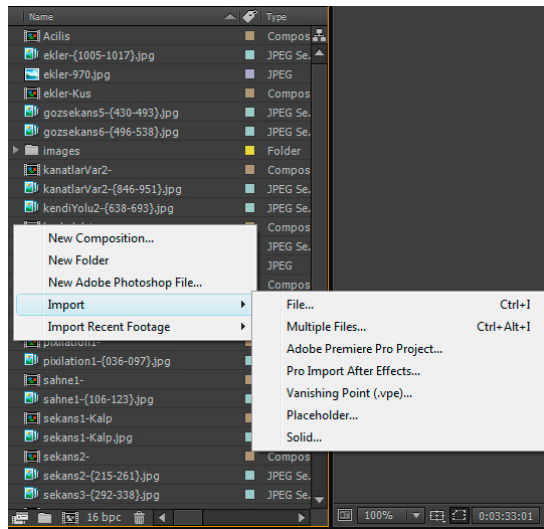 Name Type
Acilis Compos
ekler-{1005-1017}.jpg JPEG Se.
ekler-970.jpg JPEG
ekler-Kus Compos
gozsekans5-{430-493}.jpg JPEG Se.
gozsekans6-{496-538}.jpg JPEG Se.
images Folder
kanatlarVar2- Compos
kanatlarVar2-{846-951}.jpg JPEG Se.
kendiYolu2-{638-693}.jpg JPEG Se.
Compos
New Composition...
JPEG Se.
New Folder
JPEG
New Adobe Photoshop File...
Compos
Import
File... Ctrl+I
Import Recent Footage
Multiple Files... Ctrl+Alt+I
pixilation1-
Adobe Premiere Pro Project...
pixilation1-{036-097}.jpg
Pro Import After Effects...
sahne1-
Vanishing Point (.vpe)...
sahne1-{106-123}.jpg
Placeholder...
sekans1-Kalp
Solid...
sekans1-Kalp.jpg
sekans2- Compos
sekans2-{215-261}.jpg JPEG Se.
sekans3-{292-338}.jpg JPEG Se.
16 bpc 100% 0:03:33:01